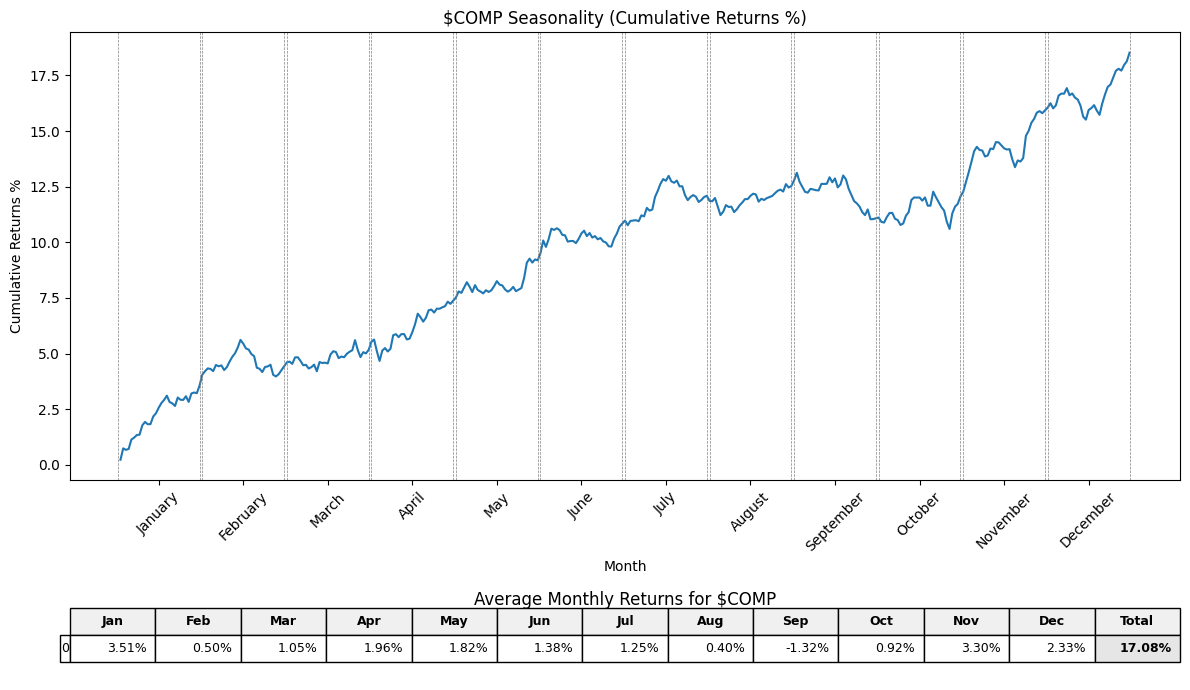 $COMP Seasonality (Cumulative Returns %)
17.5
15.0
12.5
10.0
7.5
5.0
2.5
0.0
Cumulative Returns %
January February March April May June July August September October November December
Month
Average Monthly Returns for $COMP
Jan Feb Mar Apr May Jun Jul Aug Sep Oct Nov Dec Total
0 3.51% 0.50% 1.05% 1.96% 1.82% 1.38% 1.25% 0.40% -1.32% 0.92% 3.30% 2.33% 17.08%